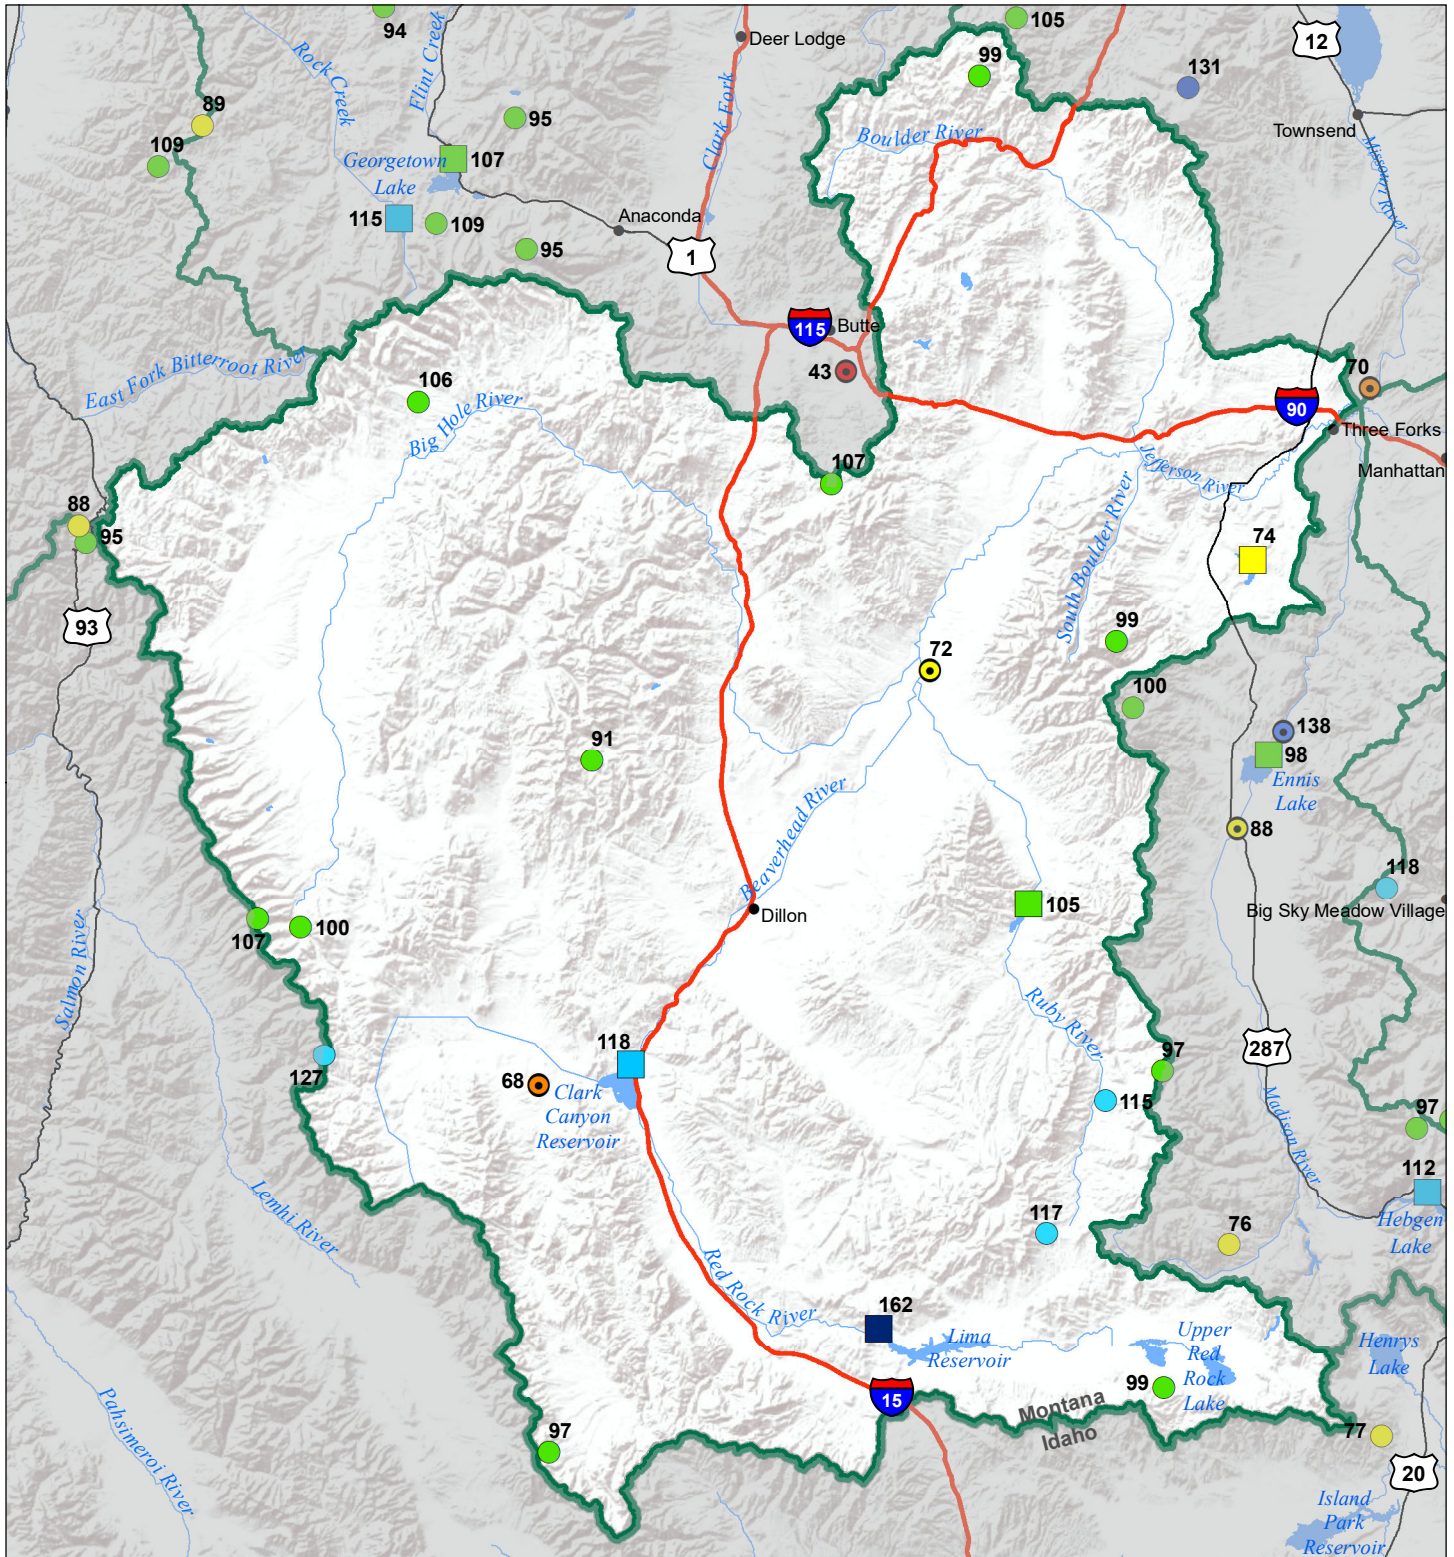 94
Deer Lodge
105
12
99
131
Rock Creek
Flint Creek
Clark Fork
89
95
Townsend
109
Georgetown
Lake
107
Boulder River
Missouri River
115
109
Anaconda
95
1
115
Butte
43
East Fork Bitterroot River
106
Big Hole River
70
90
Three Forks
Jefferson River
Manhattan
107
88
95
74
South Boulder River
93
99
72
100
138
98
Ennis
Lake
91
Beaverhead River
88
118
Big Sky Meadow Village
105
Dillon
107
100
Salmon River
Ruby River
287
118
97
127
68
Clark
Canyon
Reservoir
115
Madison River
97
112
Hebgen
Lake
Lemhi River
117
76
Red Rock River
162
Lima
Reservoir
Upper
Red
Rock
Lake
Henrys
Lake
99
15
Montana
Idaho
Pahsimeroi River
97
77
20
Island
Park
Reservoir